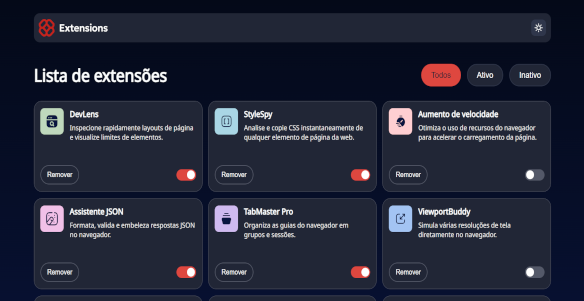 Extensions
Lista de extensões
Todos
Ativo
Inativo
DevLens
Inspecione rapidamente layouts de página
e visualize limites de elementos.
Remover
StyleSpy
Analise e copie CSS instantaneamente de
qualquer elemento de página da web.
Remover
Aumento de velocidade
Otimiza o uso de recursos do navegador
para acelerar o carregamento da página.
Remover
Assistente JSON
Formata, valida e embeleza respostas JSON
no navegador.
Remover
TabMaster Pro
Organiza as guias do navegador em
grupos e sessões.
Remover
ViewportBuddy
Simula várias resoluções de tela
diretamente no navegador.
Remover